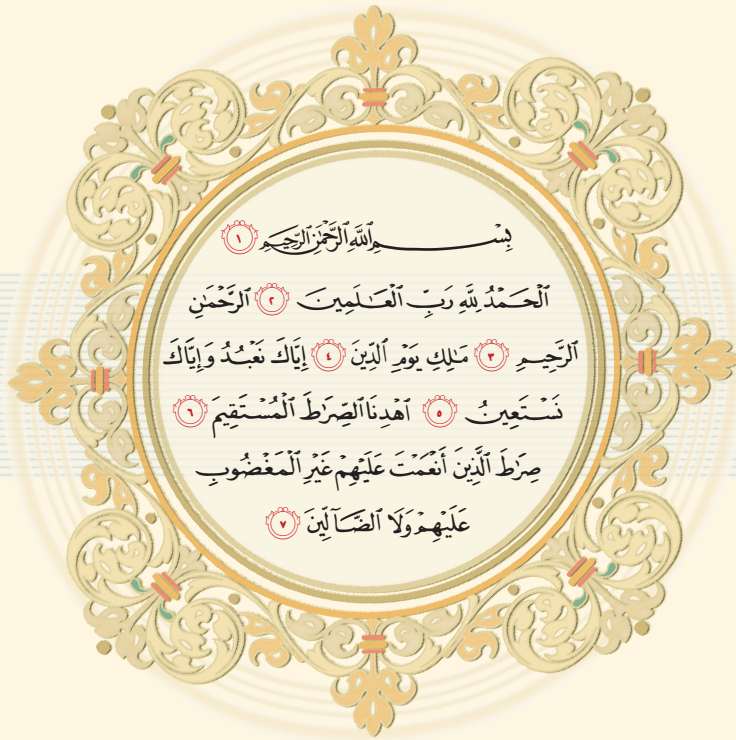 بِسۡمِ ٱللَّهِ ٱلرَّحۡمَٰنِ ٱلرَّحِيمِ ١
ٱلۡحَمۡدُ لِلَّهِ رَبِّ ٱلۡعَٰلَمِينَ ٢ ٱلرَّحۡمَٰنِ
ٱلرَّحِيمِ ٣ مَٰلِكِ يَوۡمِ ٱلدِّينِ ٤ إِيَّاكَ نَعۡبُدُ وَإِيَّاكَ
نَسۡتَعِينُ ٥ ٱهۡدِنَا ٱلصِّرَٰطَ ٱلۡمُسۡتَقِيمَ ٦
صِرَٰطَ ٱلَّذِينَ أَنۡعَمۡتَ عَلَيۡهِمۡ غَيۡرِ ٱلۡمَغۡضُوبِ
عَلَيۡهِمۡ وَلَا ٱلضَّآلِّينَ ٧